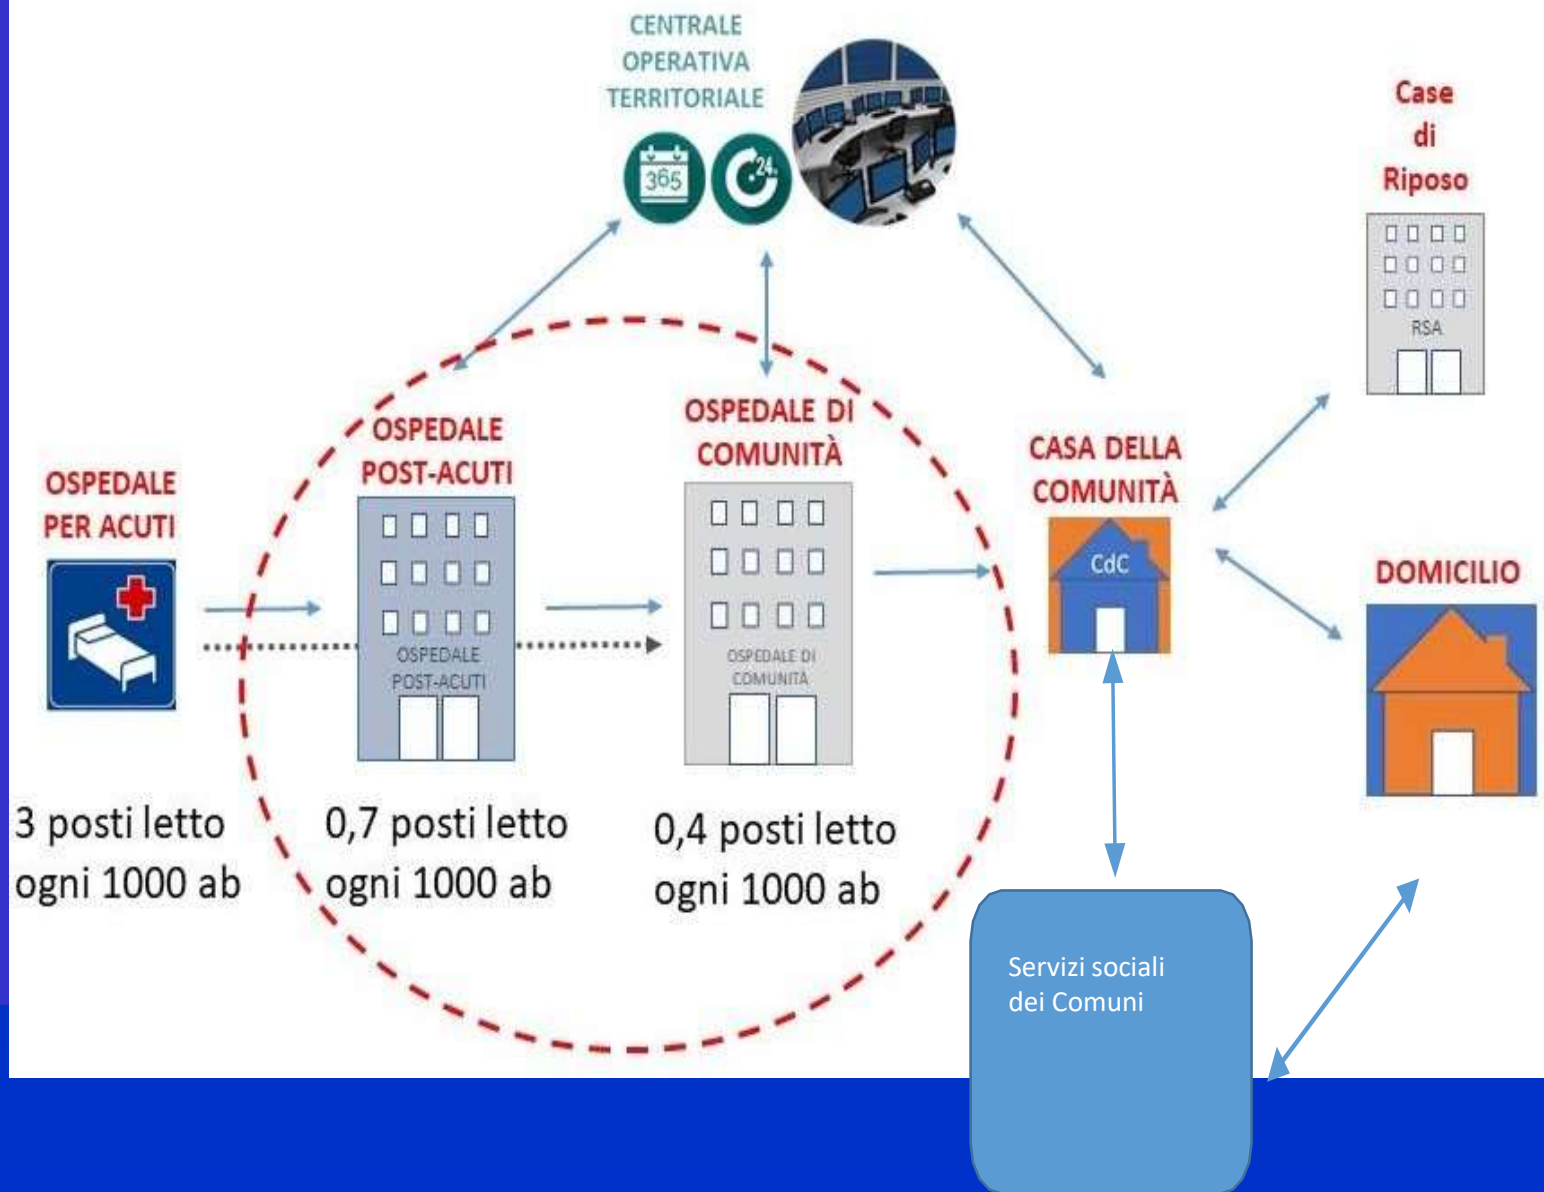 CENTRALE
OPERATIVA
TERRITORIALE
365
24
Case
di
Riposo
RSA
OSPEDALE
PER ACUTI
OSPEDALE
POST-ACUTI
OSPEDALE DI
COMUNITÀ
CASA DELLA
COMUNITÀ
CdC
DOMICILIO
OSPEDALE
POST-ACUTI
OSPEDALE DI
COMUNITÀ
3 posti letto
ogni 1000 ab
0,7 posti letto
ogni 1000 ab
0,4 posti letto
ogni 1000 ab
Servizi sociali
dei Comuni